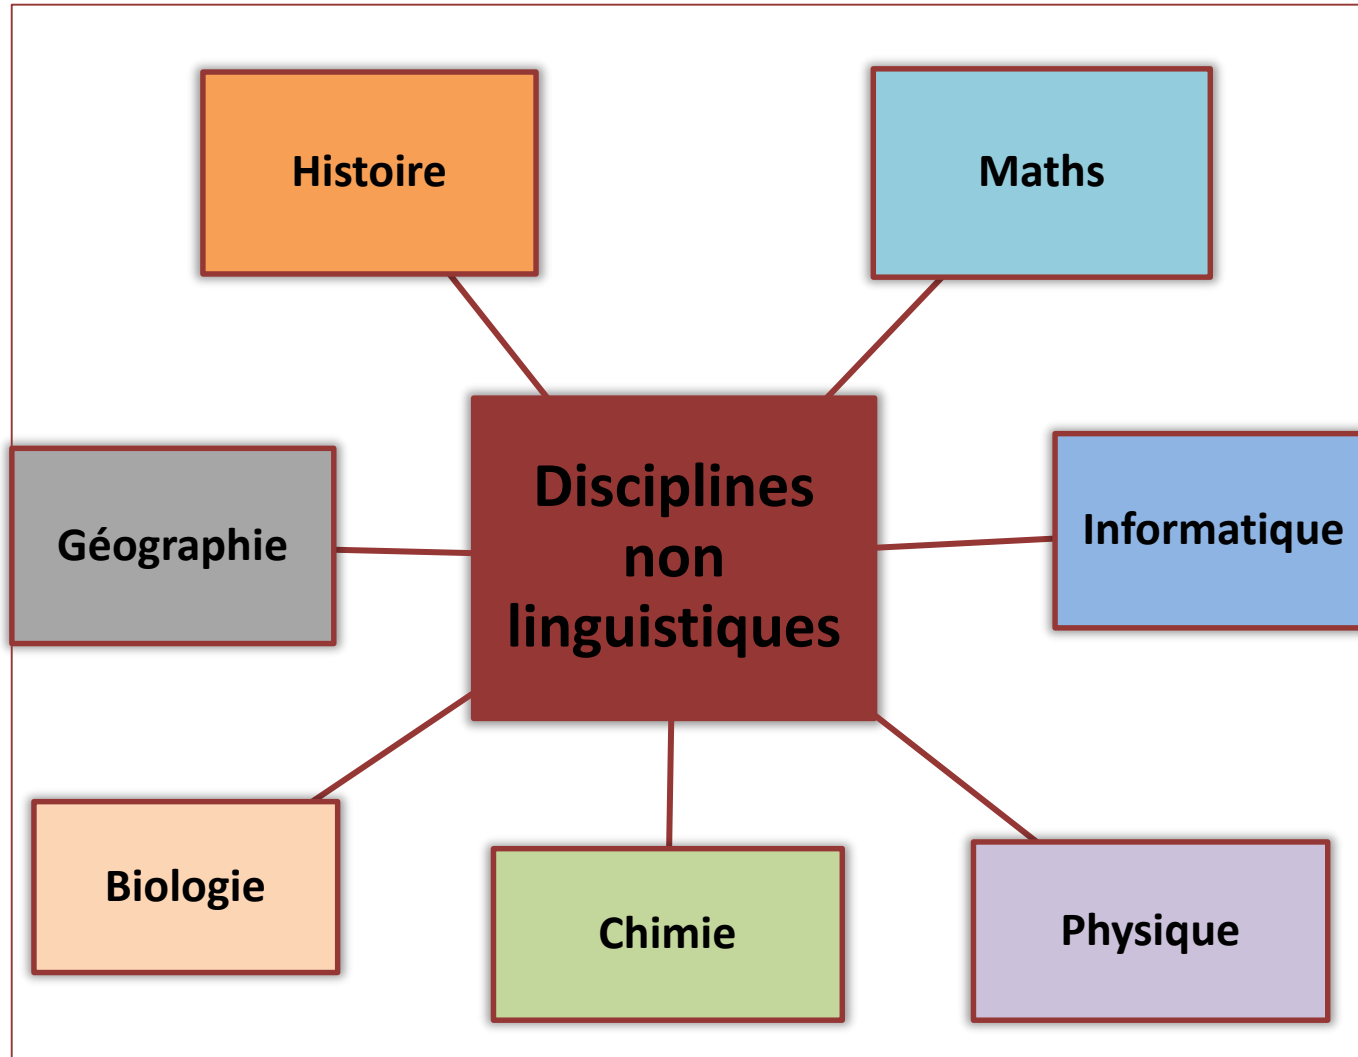 Histoire
Maths
Disciplines
non
linguistiques
Géographie
Informatique
Biologie
Chimie
Physique